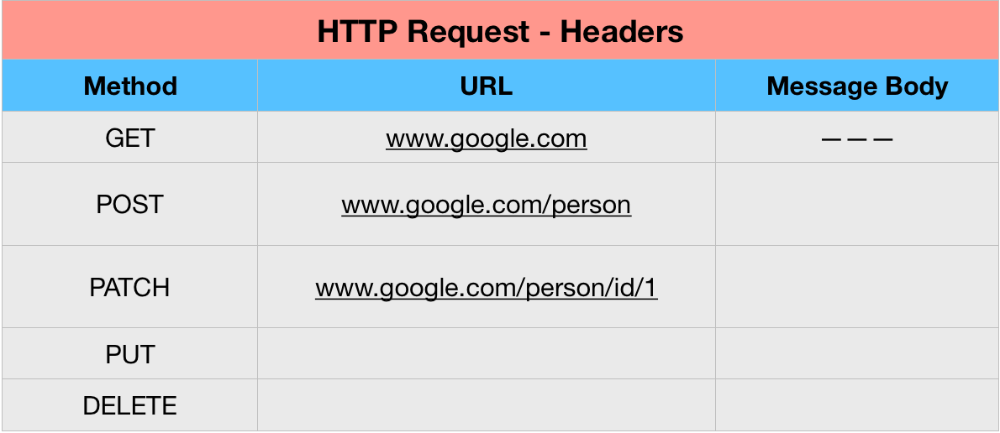 HTTP Request - Headers
Method URL Message Body
GET www.google.com — — —
POST www.google.com/person
PATCH www.google.com/person/id/1
PUT
DELETE